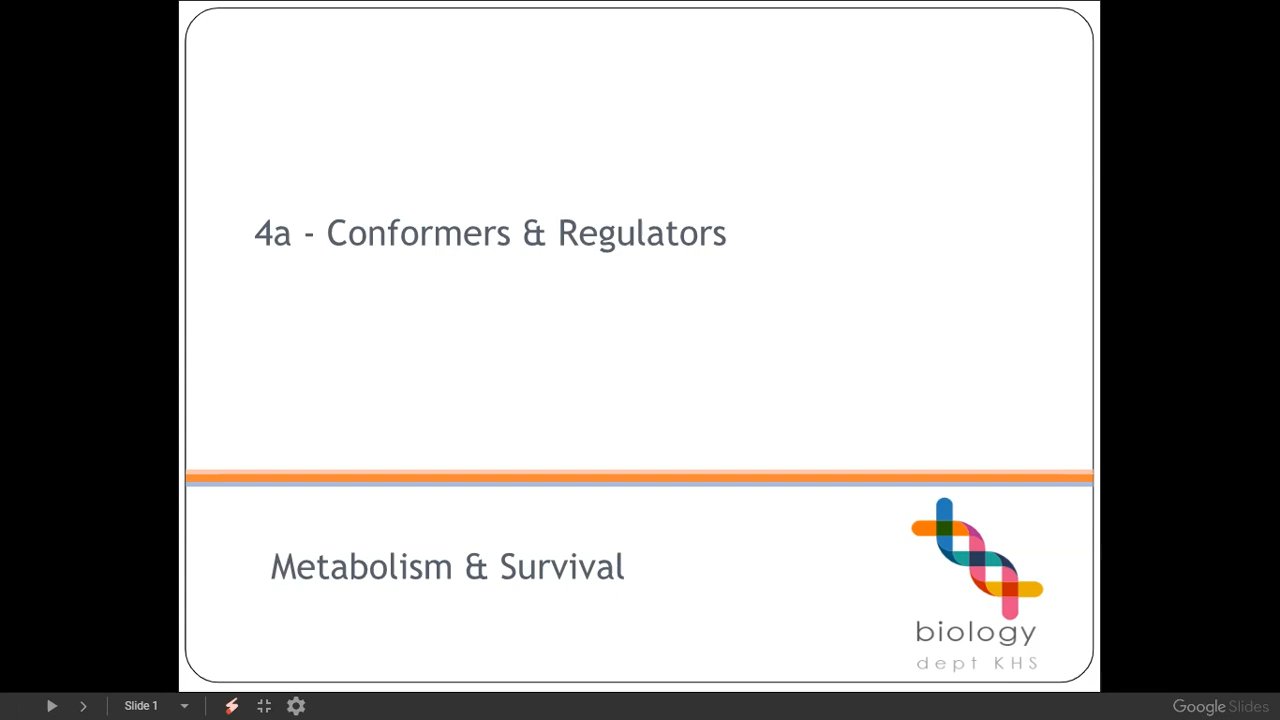 4a - Conformers & Regulators
Metabolism & Survival
biology
dept KHS
Slide 1
Google Slides